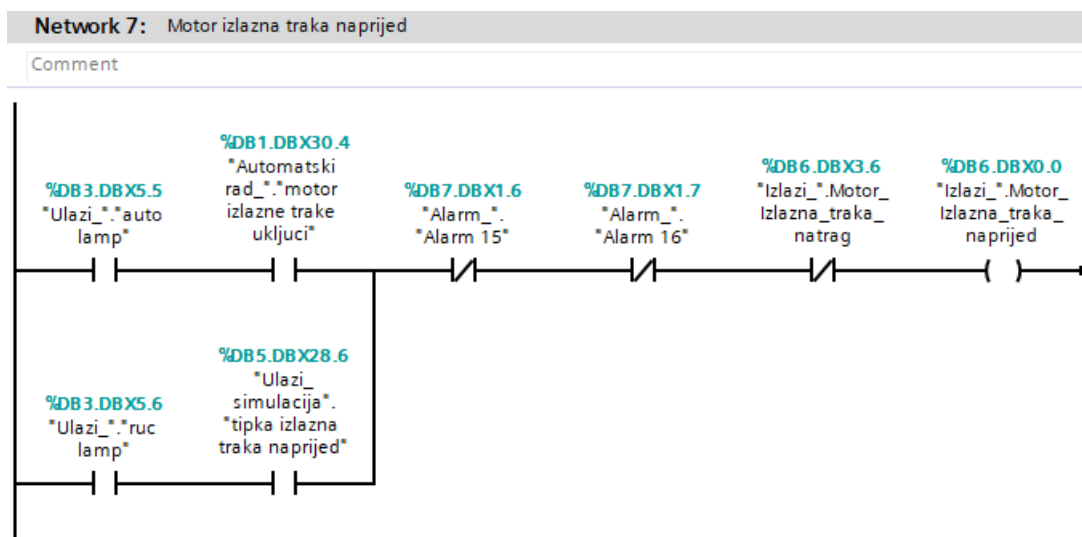 Network 7: Motor izlazna traka naprijed
Comment
%DB3.DBX5.5
"Ulazi_"."auto
lamp"
%DB1.DBX30.4
"Automatski
rad_"."motor
izlazne trake
ukljuci"
%DB7.DBX1.6
"Alarm_".
"Alarm 15"
%DB7.DBX1.7
"Alarm_".
"Alarm 16"
%DB6.DBX3.6
"Izlazi_".Motor_
Izlazna_traka_
natrag
%DB6.DBX0.0
"Izlazi_".Motor_
Izlazna_traka_
naprijed
%DB3.DBX5.6
"Ulazi_"."ruc
lamp"
%DB5.DBX28.6
"Ulazi_
simulacija".
"tipka izlazna
traka naprijed"